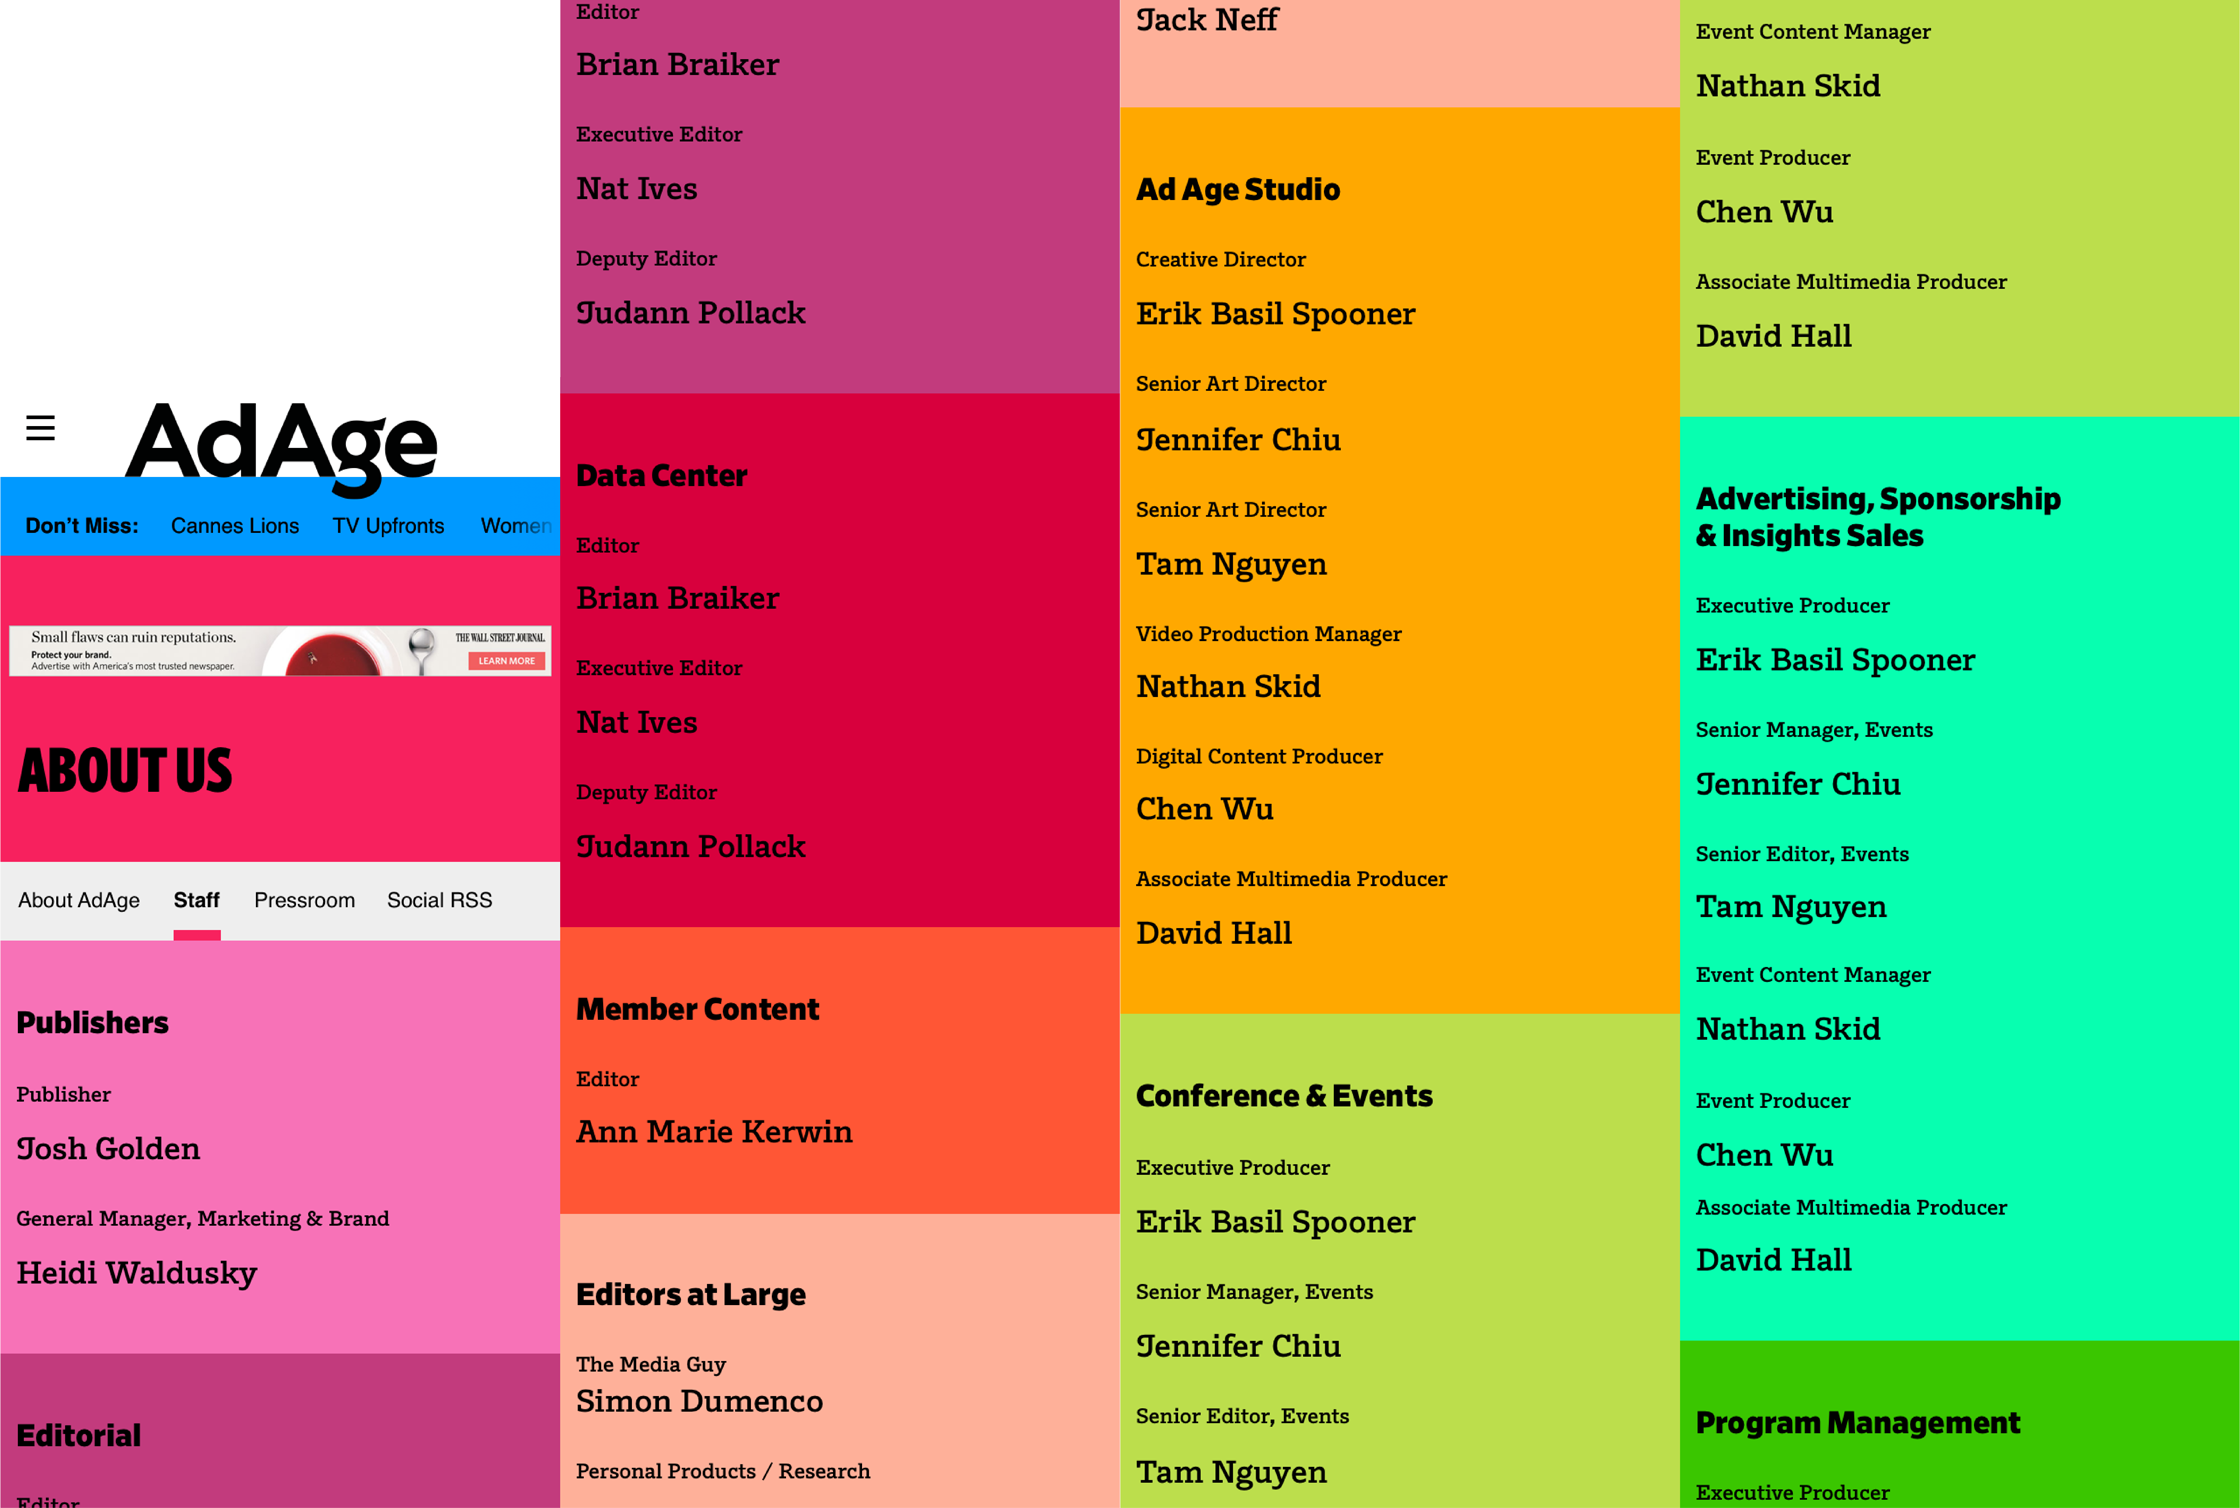 AdAge
Don't Miss: Cannes Lions TV Upfronts Women
Small flaws can ruin reputations.
Protect your brand.
Advertise with America's most trusted newspaper.
THE WALL STREET JOURNAL
LEARN MORE
ABOUT US
About AdAge Staff Pressroom Social RSS
Publishers
Publisher
Josh Golden
General Manager, Marketing & Brand
Heidi Waldusky
Editorial
Editor
Editor
Brian Braiker
Executive Editor
Nat Ives
Deputy Editor
Judann Pollack
Data Center
Editor
Brian Braiker
Executive Editor
Nat Ives
Deputy Editor
Judann Pollack
Member Content
Editor
Ann Marie Kerwin
Editors at Large
The Media Guy
Simon Dumenco
Personal Products / Research
Jack Neff
Ad Age Studio
Creative Director
Erik Basil Spooner
Senior Art Director
Jennifer Chiu
Senior Art Director
Tam Nguyen
Video Production Manager
Nathan Skid
Digital Content Producer
Chen Wu
Associate Multimedia Producer
David Hall
Conference & Events
Executive Producer
Erik Basil Spooner
Senior Manager, Events
Jennifer Chiu
Senior Editor, Events
Tam Nguyen
Event Content Manager
Nathan Skid
Event Producer
Chen Wu
Associate Multimedia Producer
David Hall
Advertising, Sponsorship
& Insights Sales
Executive Producer
Erik Basil Spooner
Senior Manager, Events
Jennifer Chiu
Senior Editor, Events
Tam Nguyen
Event Content Manager
Nathan Skid
Event Producer
Chen Wu
Associate Multimedia Producer
David Hall
Program Management
Executive Producer